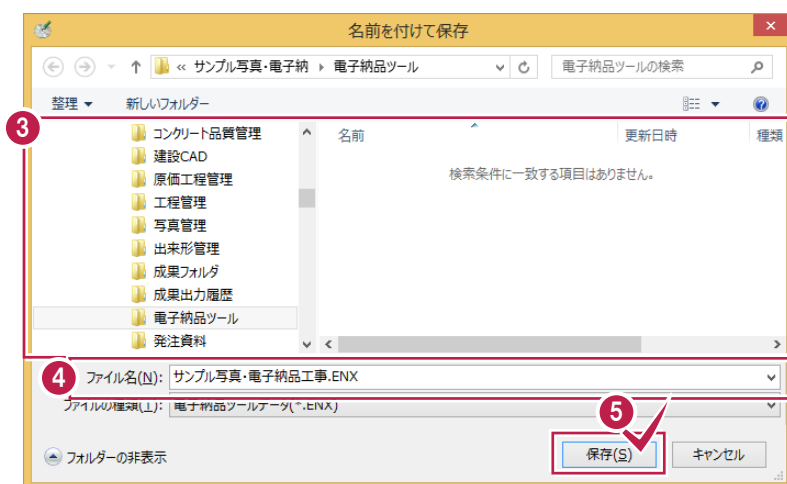 名前を付けて保存
« サンプル写真・電子納 ▸ 電子納品ツール
電子納品ツールの検索
整理 新しいフォルダー
3
コンクリート品質管理
建設CAD
原価工程管理
工程管理
写真管理
出来形管理
成果フォルダ
成果出力履歴
電子納品ツール
発注資料
名前 更新日時 種類
検索条件に一致する項目はありません。
4
ファイル名(N): サンプル写真・電子納品工事.ENX
ファイルの種類(T): 電子納品ツールデータ(*.ENX)
5
フォルダーの非表示
保存(S) キャンセル